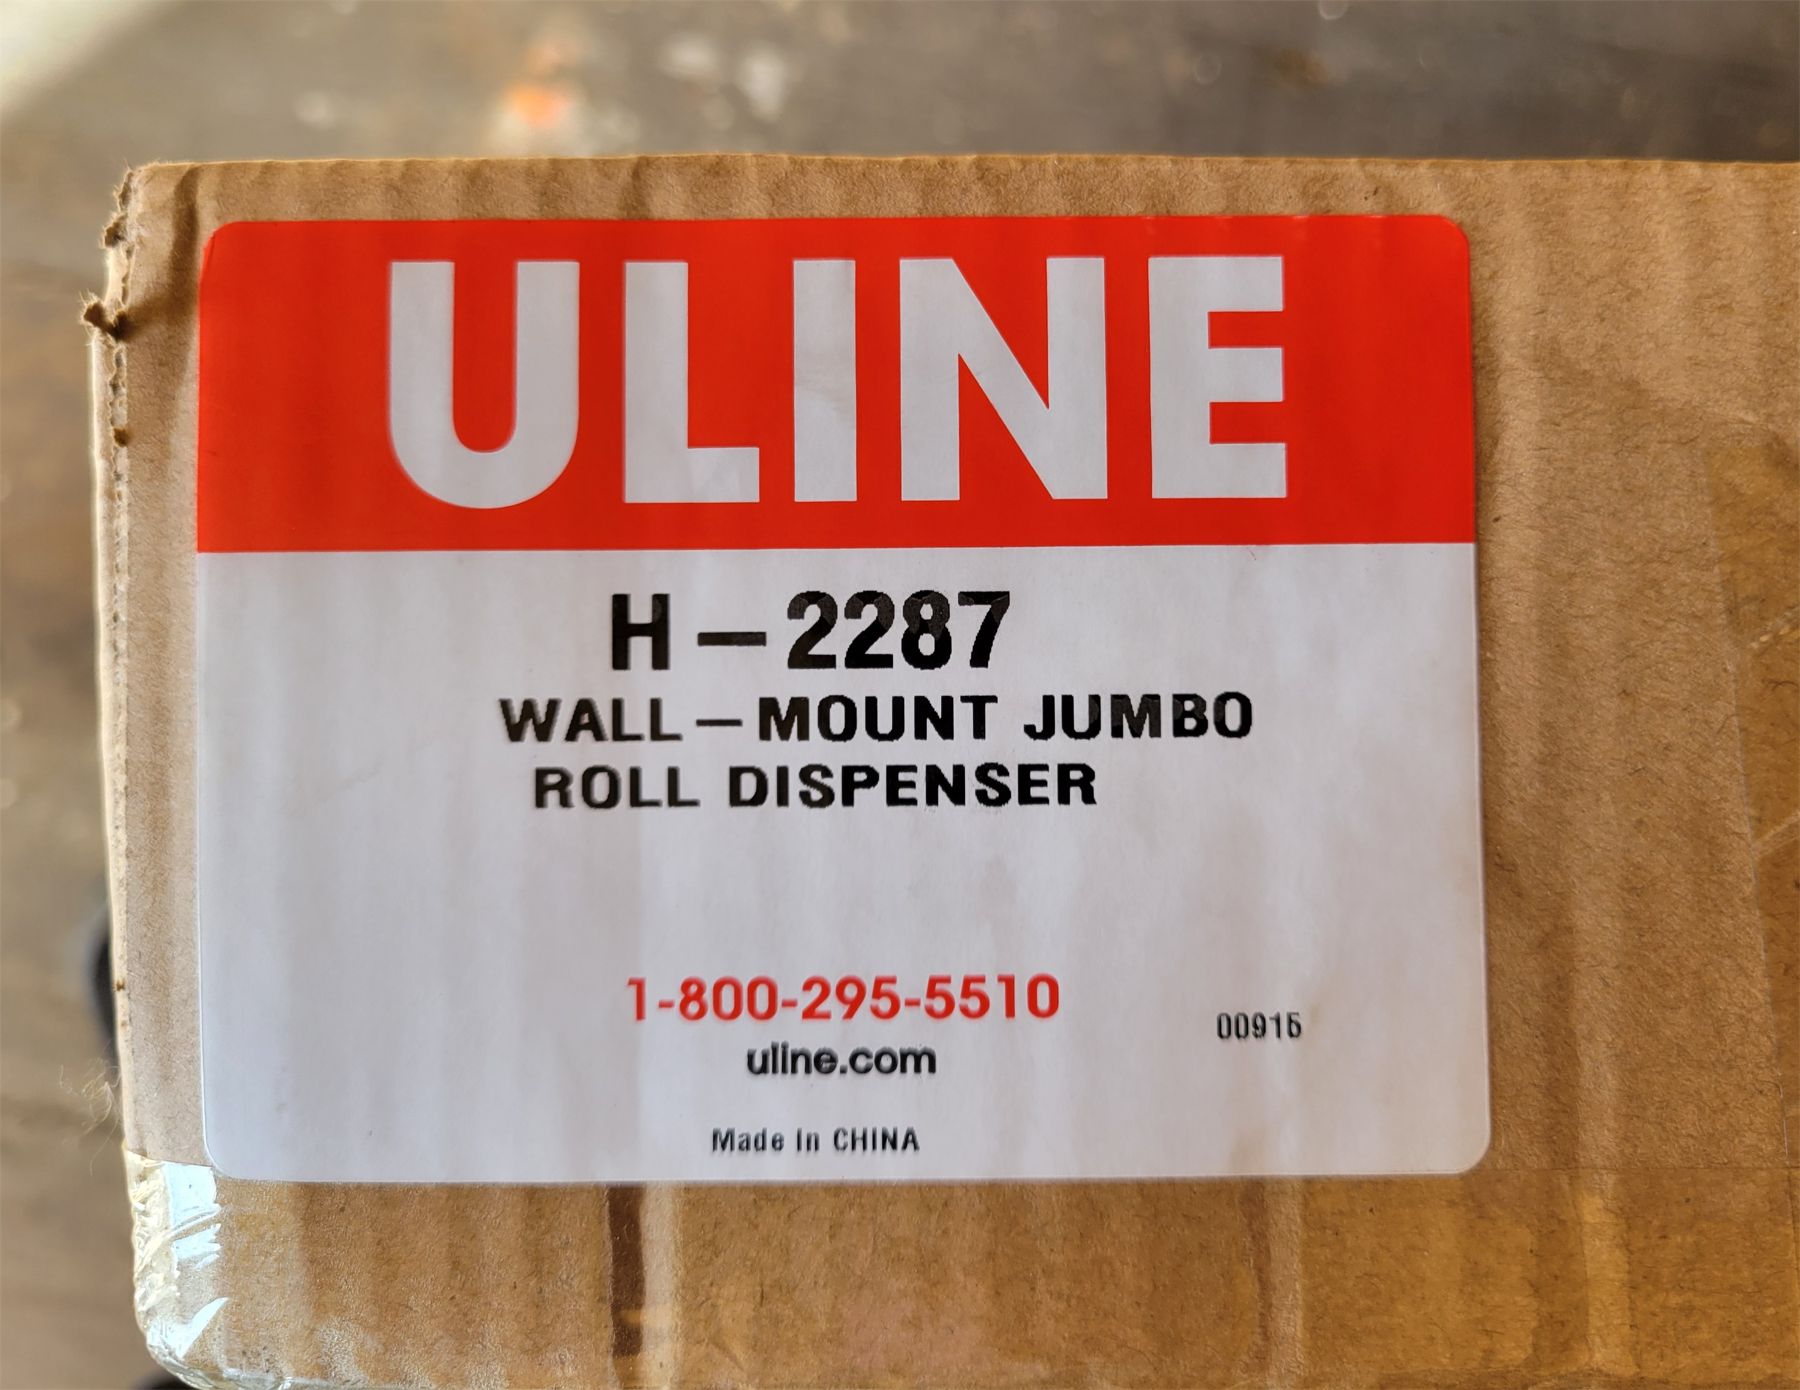 ULINE
H-2287
WALL-MOUNT JUMBO
ROLL DISPENSER
1-800-295-5510
00915
uline.com
Made in CHINA